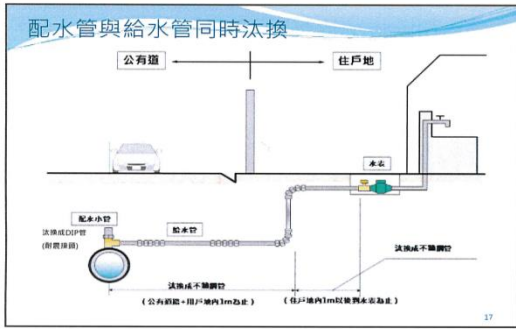 配水管與給水管同時汰換
公有道
住戶地
水表
配水小管
汰換成DIP管
(耐震接頭)
給水管
汰換成不鏽鋼管
(公有道路+用戶地內1m為止)
汰換成不鏽鋼管
(住戶地內1m以後到水表為止)
17